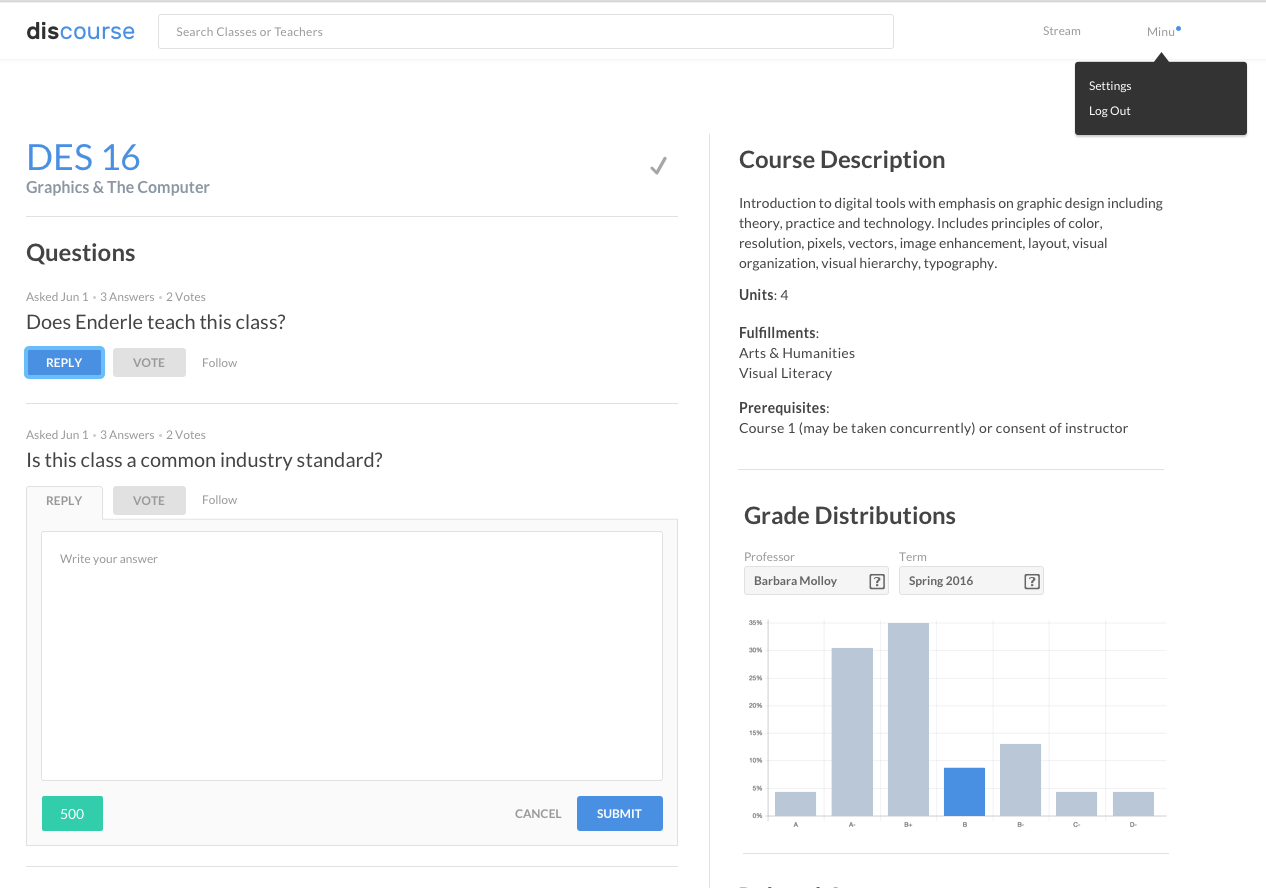 discourse
Search Classes or Teachers
Stream
Minu
Settings
Log Out
DES 16
Graphics & The Computer
Questions
Asked Jun 1 • 3 Answers • 2 Votes
Does Enderle teach this class?
REPLY VOTE Follow
Asked Jun 1 • 3 Answers • 2 Votes
Is this class a common industry standard?
REPLY VOTE Follow
Write your answer
500 CANCEL SUBMIT
Course Description
Introduction to digital tools with emphasis on graphic design including
theory, practice and technology. Includes principles of color,
resolution, pixels, vectors, image enhancement, layout, visual
organization, visual hierarchy, typography.
Units: 4
Fulfillments:
Arts & Humanities
Visual Literacy
Prerequisites:
Course 1 (may be taken concurrently) or consent of instructor
Grade Distributions
Professor Term
Barbara Molloy ? Spring 2016 ?
35%
30%
25%
20%
15%
10%
5%
0%
A A- B+ B B- C- D-